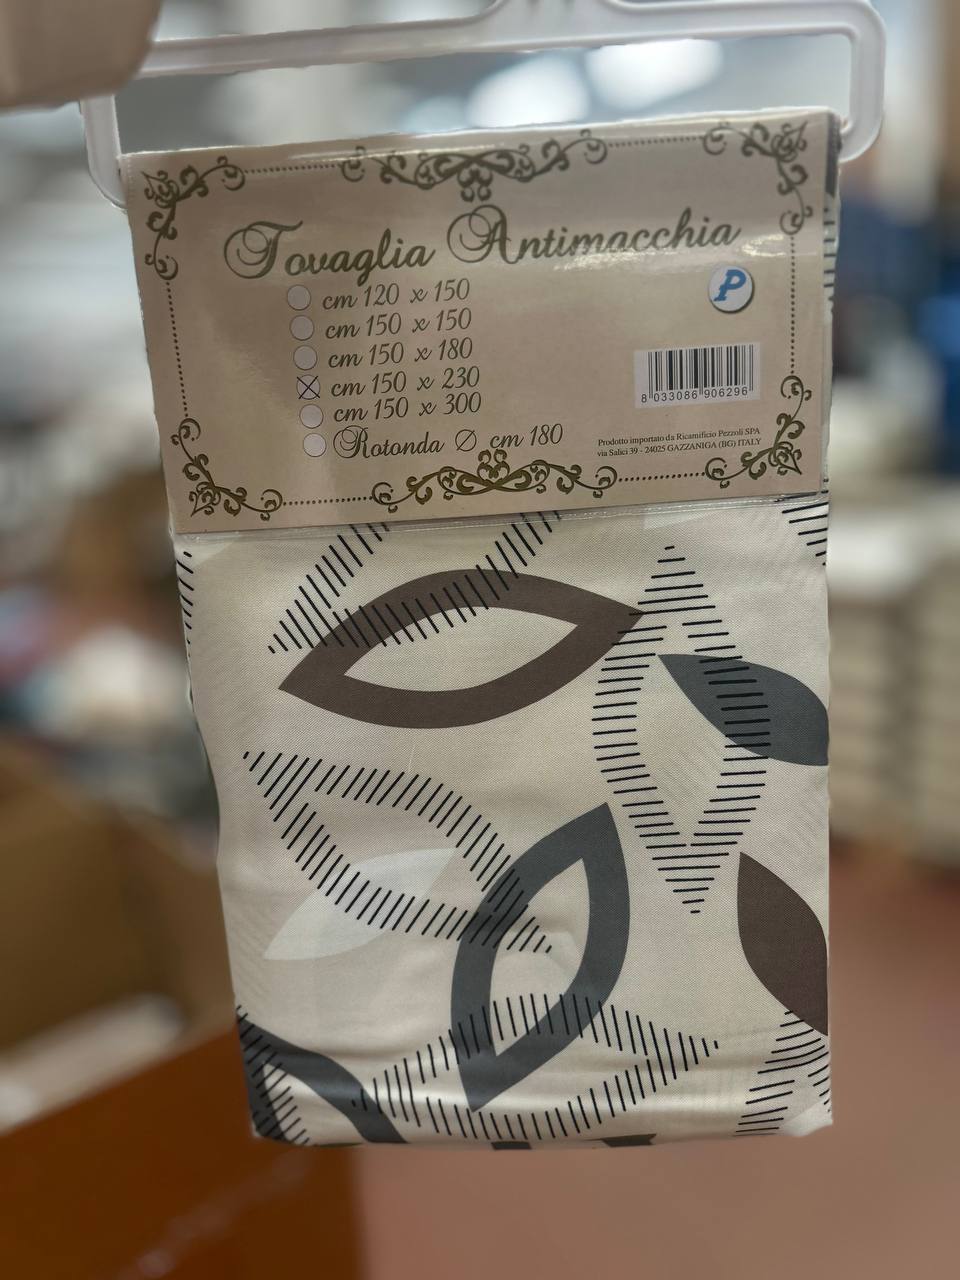 Tovaglia Antimacchia
cm 120 x 150
cm 150 x 150
cm 150 x 180
cm 150 x 230
cm 150 x 300
Rotonda Ø cm 180
P
8 033086 906296
Prodotto importato da Ricamificio Pezzoli SPA
via Salici 39 - 24025 GAZZANIGA (BG) ITALY